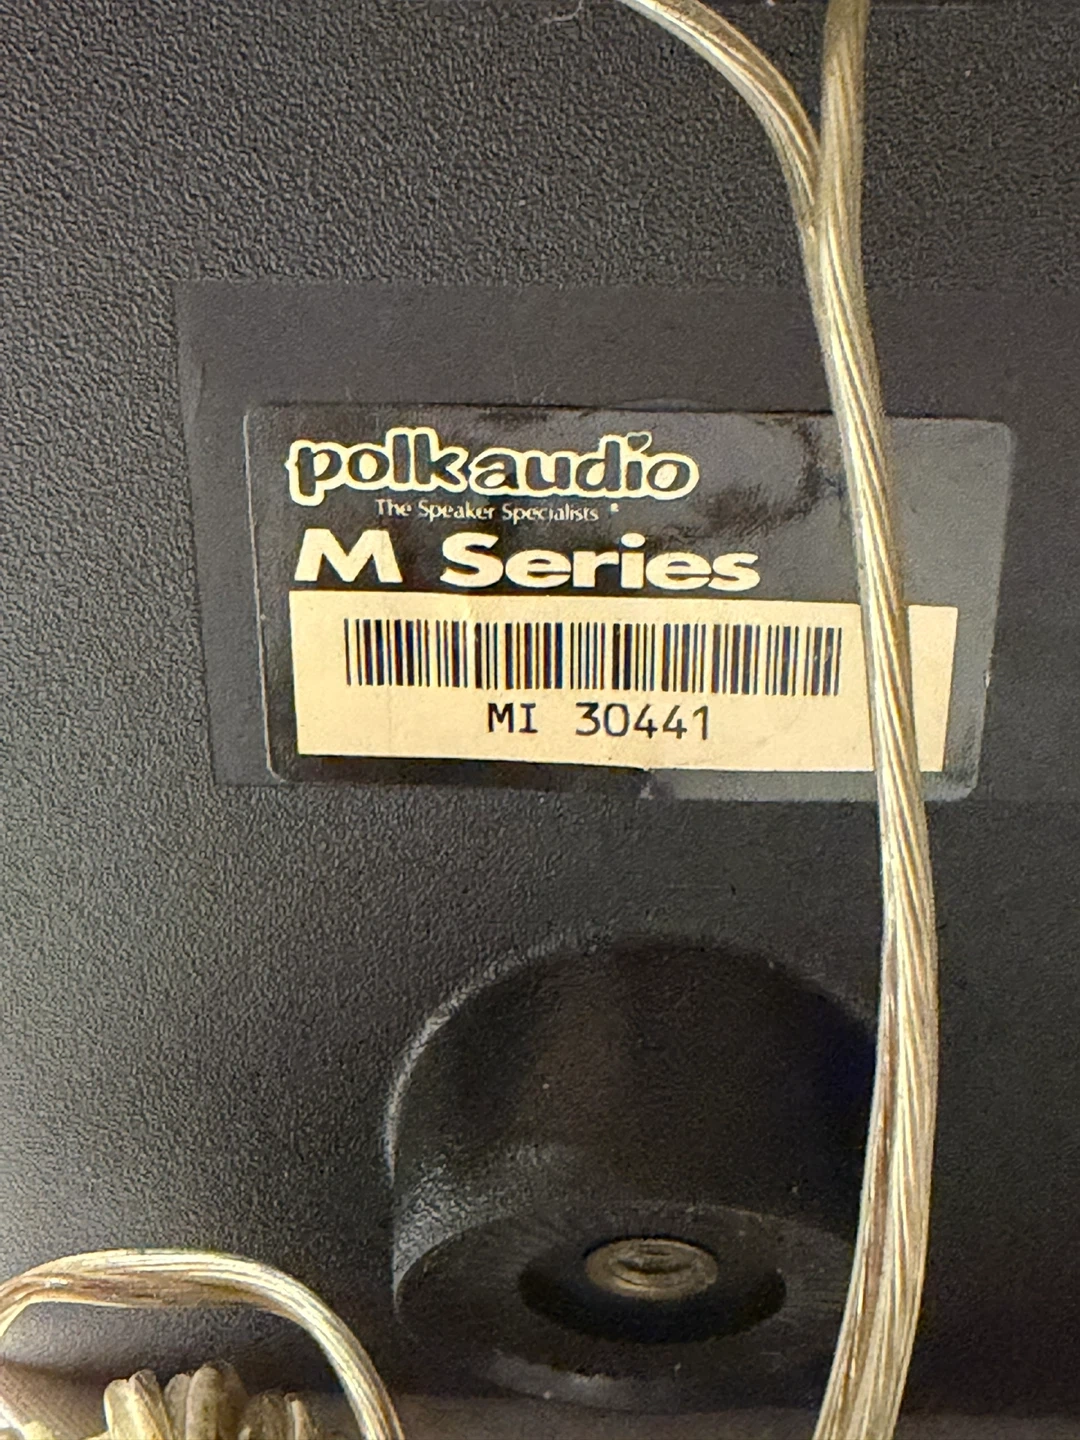 polkaudio
The Speaker Specialists ®
M Series
MI 30441